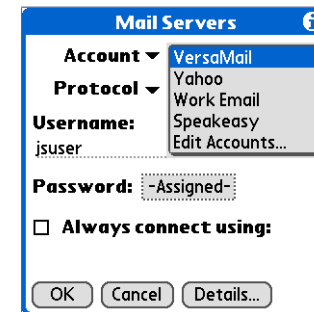 Mail Servers
Account
VersaMail
Yahoo
Protocol
Work Email
Username:
Speakeasy
jsuser
Edit Accounts...
Password: -Assigned-
Always connect using:
OK Cancel Details...